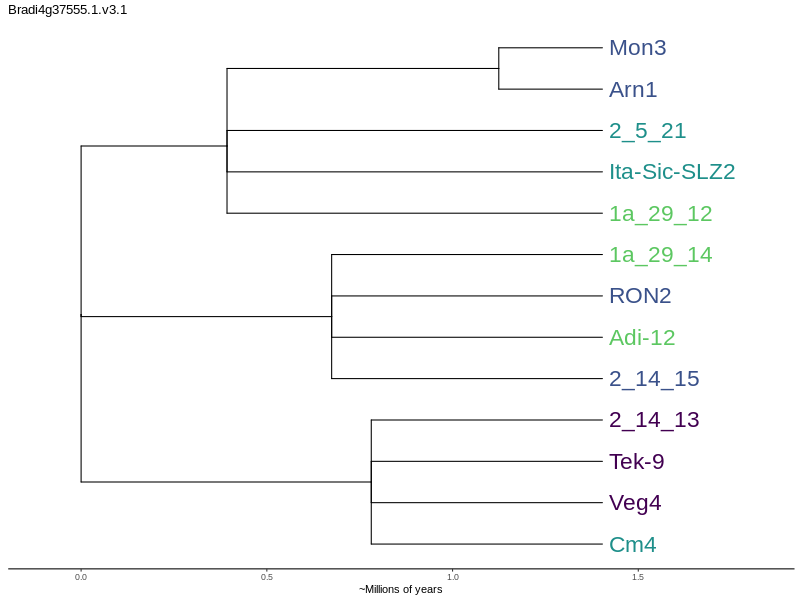 Bradi4g37555.1.v3.1
Mon3
Arn1
2_5_21
Ita-Sic-SLZ2
1a_29_12
1a_29_14
RON2
Adi-12
2_14_15
2_14_13
Tek-9
Veg4
Cm4
0.0 0.5 1.0 1.5
~Millions of years